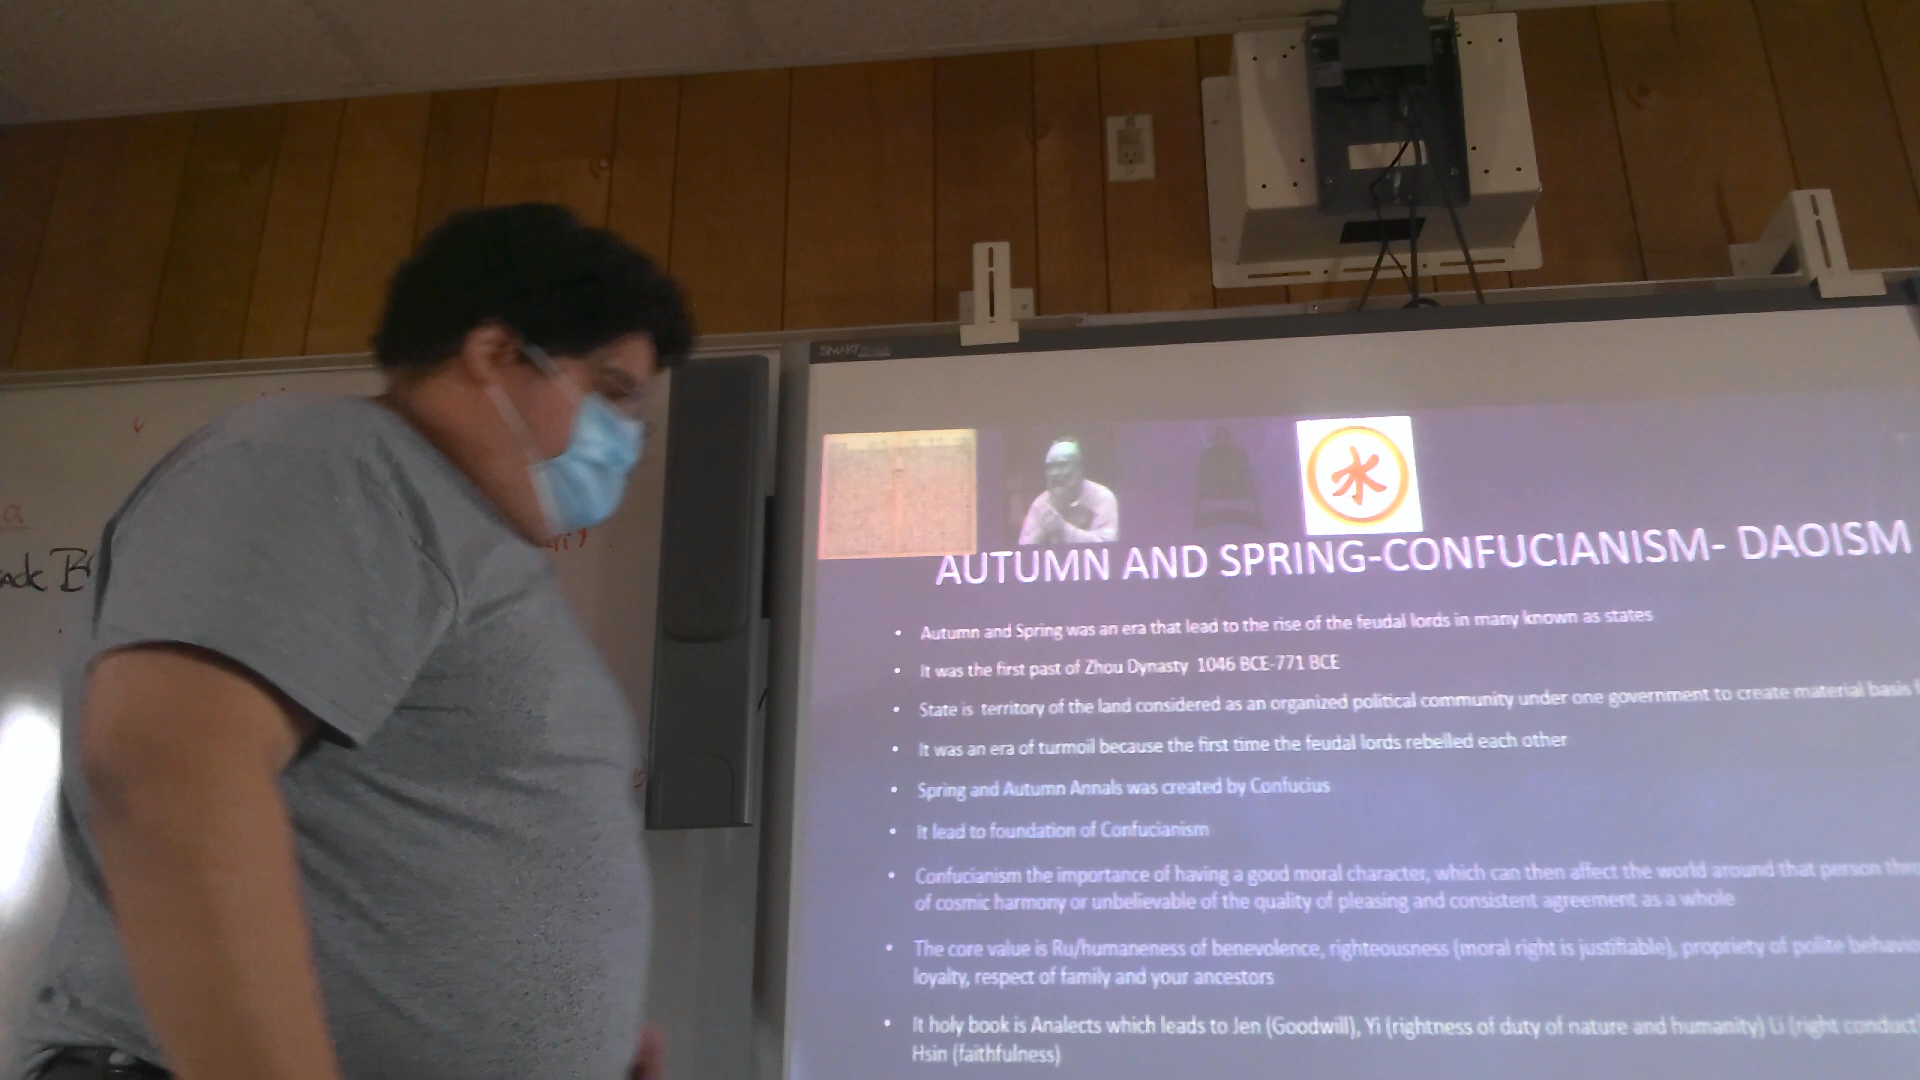 SMART
水
AUTUMN AND SPRING-CONFUCIANISM- DAOISM
• Autumn and Spring was an era that lead to the rise of the feudal lords in many known as states
• It was the first past of Zhou Dynasty 1046 BCE-771 BCE
• State is territory of the land considered as an organized political community under one government to create material basis
• It was an era of turmoil because the first time the feudal lords rebelled each other
• Spring and Autumn Annals was created by Confucius
• It lead to foundation of Confucianism
• Confucianism the importance of having a good moral character, which can then affect the world around that person
of cosmic harmony or unbelievable of the quality of pleasing and consistent agreement as a whole
• The core value is Ru/humaneness of benevolence, righteousness (moral right is justifiable), propriety of polite
loyalty, respect of family and your ancestors
• It holy book is Analects which leads to Jen (Goodwill), Yi (rightness of duty of nature and humanity) Li (right conduct)
Hsin (faithfulness)